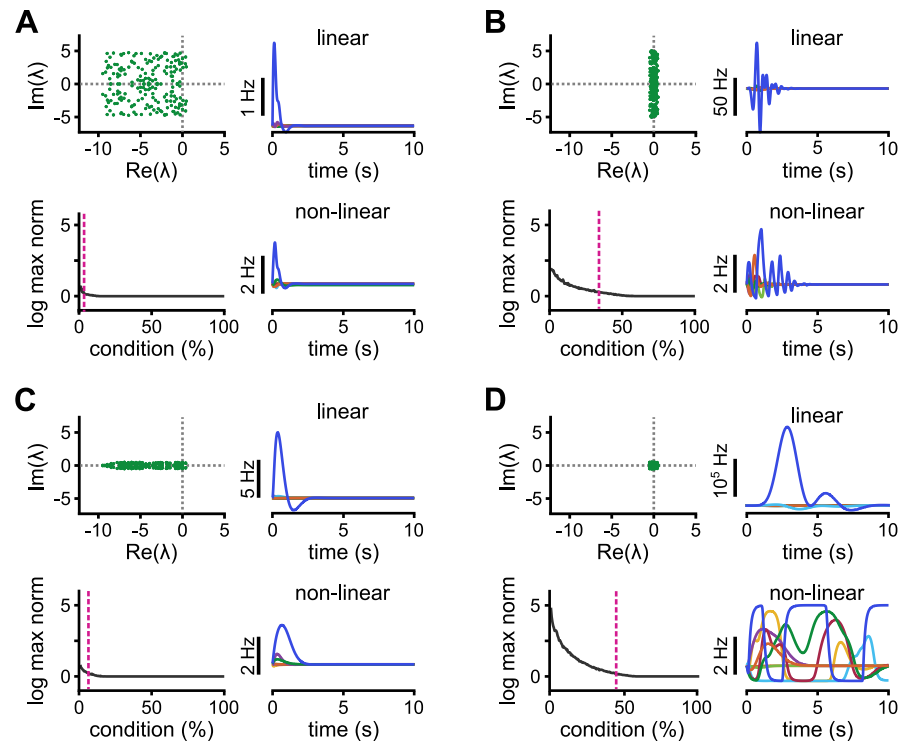 A
5
0
-5
Im(λ)
-10 -5 0 5
Re(λ)
linear
1 Hz
0 5 10
time (s)
5
0
log max norm
0 50 100
condition (%)
non-linear
2 Hz
0 5 10
time (s)
B
5
0
-5
Im(λ)
-10 -5 0 5
Re(λ)
linear
50 Hz
0 5 10
time (s)
5
0
log max norm
0 50 100
condition (%)
non-linear
2 Hz
0 5 10
time (s)
C
5
0
-5
Im(λ)
-10 -5 0 5
Re(λ)
linear
5 Hz
0 5 10
time (s)
5
0
log max norm
0 50 100
condition (%)
non-linear
2 Hz
0 5 10
time (s)
D
5
0
-5
Im(λ)
-10 -5 0 5
Re(λ)
linear
10⁵ Hz
0 5 10
time (s)
5
0
log max norm
0 50 100
condition (%)
non-linear
2 Hz
0 5 10
time (s)